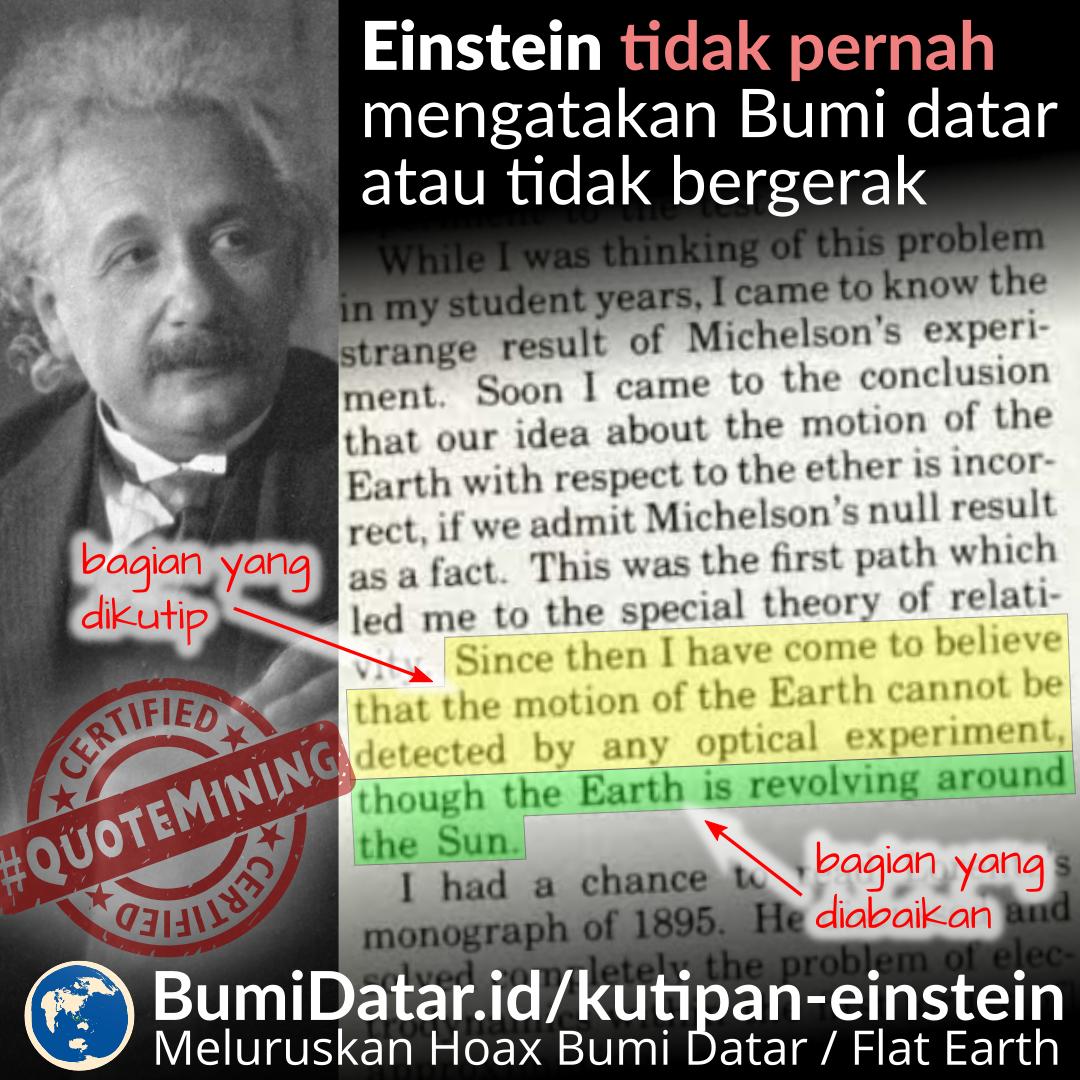 Einstein tidak pernah
mengatakan Bumi datar
atau tidak bergerak
While I was thinking of this problem
in my student years, I came to know the
strange result of Michelson's experi-
ment. Soon I came to the conclusion
that our idea about the motion of the
Earth with respect to the ether is incor-
rect, if we admit Michelson's null result
as a fact. This was the first path which
led me to the special theory of relati-
vity. Since then I have come to believe
that the motion of the Earth cannot be
detected by any optical experiment,
though the Earth is revolving around
the Sun.
I had a chance to
monograph of 1895. He and
solved completely the problem of elec-
bagian yang
dikutip
bagian yang
diabaikan
CERTIFIED
#QUOTEMINING
CERTIFIED
BumiDatar.id/kutipan-einstein
Meluruskan Hoax Bumi Datar / Flat Earth